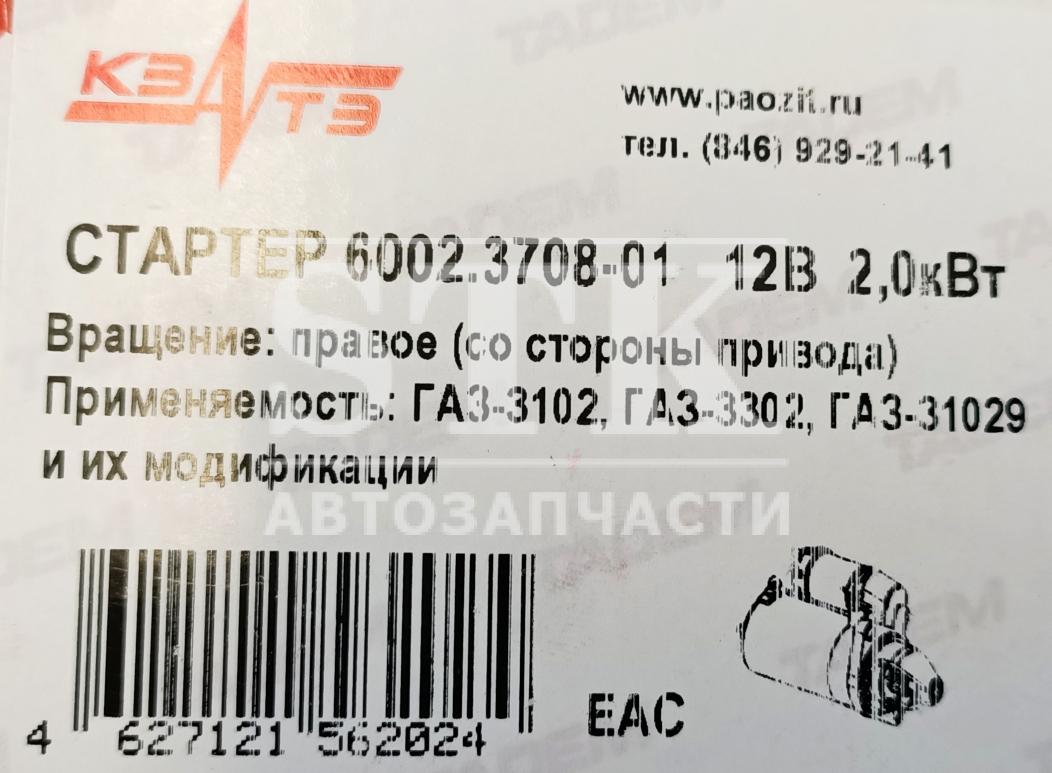 КЗАТЭ
www.paozit.ru
тел. (846) 929-21-41
СТАРТЕР 6002.3708-01 12В 2,0кВт
Вращение: правое (со стороны привода)
Применяемость: ГАЗ-3102, ГАЗ-3302, ГАЗ-31029
и их модификации
STK
АВТОЗАПЧАСТИ
4 627121 562024
EAC
TADEM